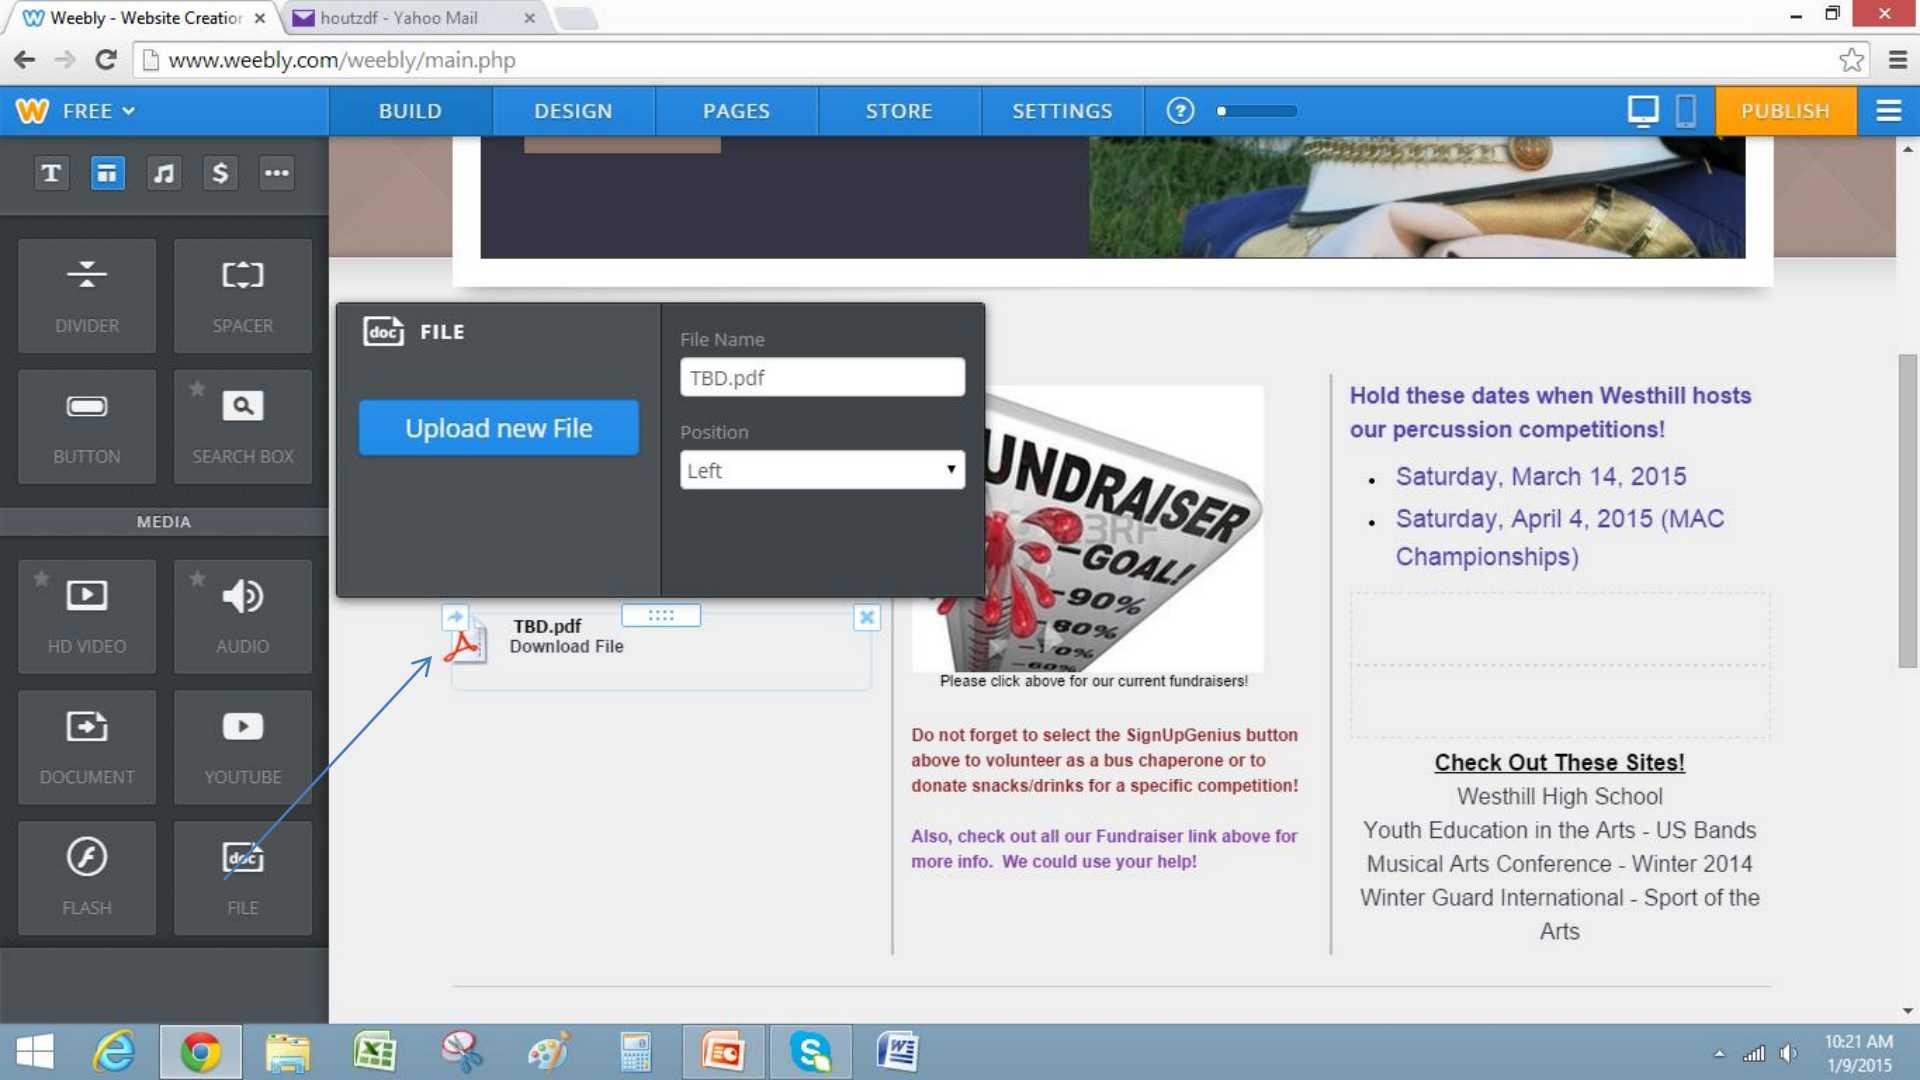 Weebly - Website Creation
houtzdf - Yahoo Mail
www.weebly.com/weebly/main.php
FREE
BUILD
DESIGN
PAGES
STORE
SETTINGS
?
PUBLISH
T
$
DIVIDER
SPACER
BUTTON
SEARCH BOX
MEDIA
HD VIDEO
AUDIO
DOCUMENT
YOUTUBE
FLASH
doc
FILE
doc FILE
Upload new File
File Name
TBD.pdf
Position
Left
TBD.pdf
Download File
UNDRAISER
GOAL!
90%
80%
70%
60%
Please click above for our current fundraisers!
Do not forget to select the SignUpGenius button
above to volunteer as a bus chaperone or to
donate snacks/drinks for a specific competition!
Also, check out all our Fundraiser link above for
more info. We could use your help!
Hold these dates when Westhill hosts
our percussion competitions!
• Saturday, March 14, 2015
• Saturday, April 4, 2015 (MAC
Championships)
Check Out These Sites!
Westhill High School
Youth Education in the Arts - US Bands
Musical Arts Conference - Winter 2014
Winter Guard International - Sport of the
Arts
10:21 AM
1/9/2015